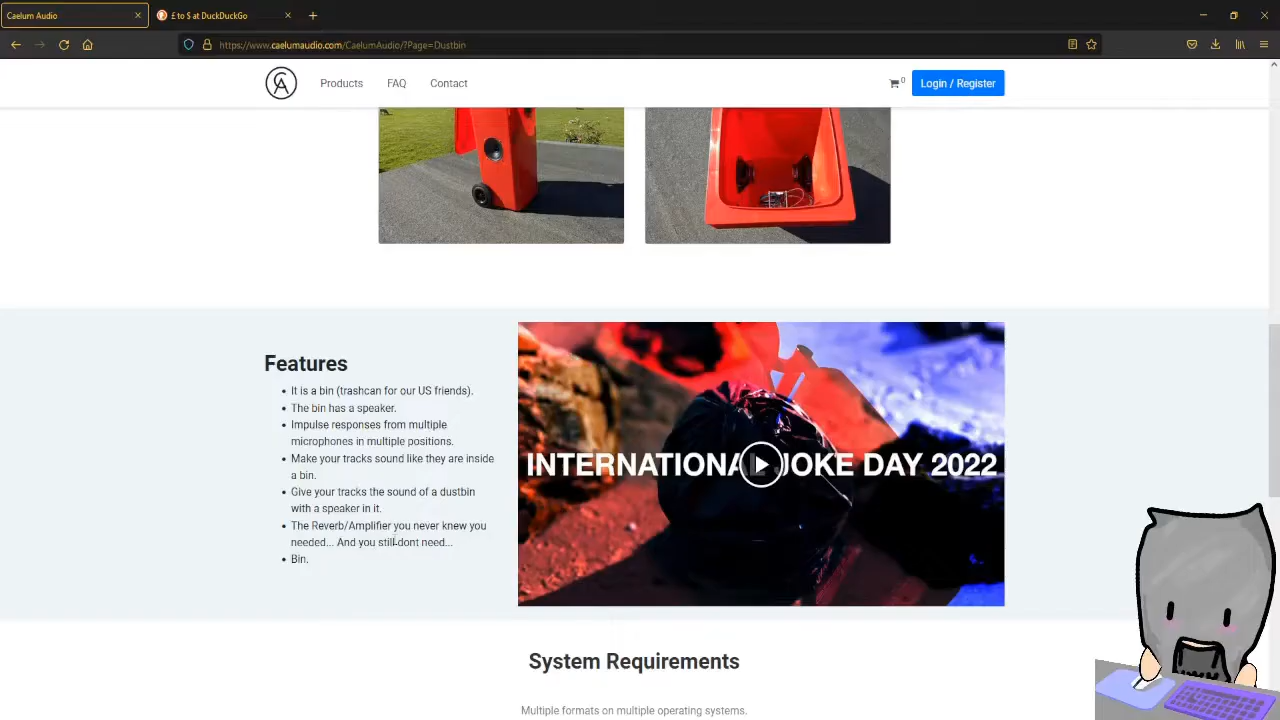 Caelum Audio
£ to $ at DuckDuckGo
https://www.caelumaudio.com/CaelumAudio/?Page=Dustbin
CA
Products
FAQ
Contact
0
Login / Register
Features
It is a bin (trashcan for our US friends).
The bin has a speaker.
Impulse responses from multiple
microphones in multiple positions.
Make your tracks sound like they are inside
a bin.
Give your tracks the sound of a dustbin
with a speaker in it.
The Reverb/Amplifier you never knew you
needed... And you still dont need...
Bin.
INTERNATIONAL JOKE DAY 2022
System Requirements
Multiple formats on multiple operating systems.